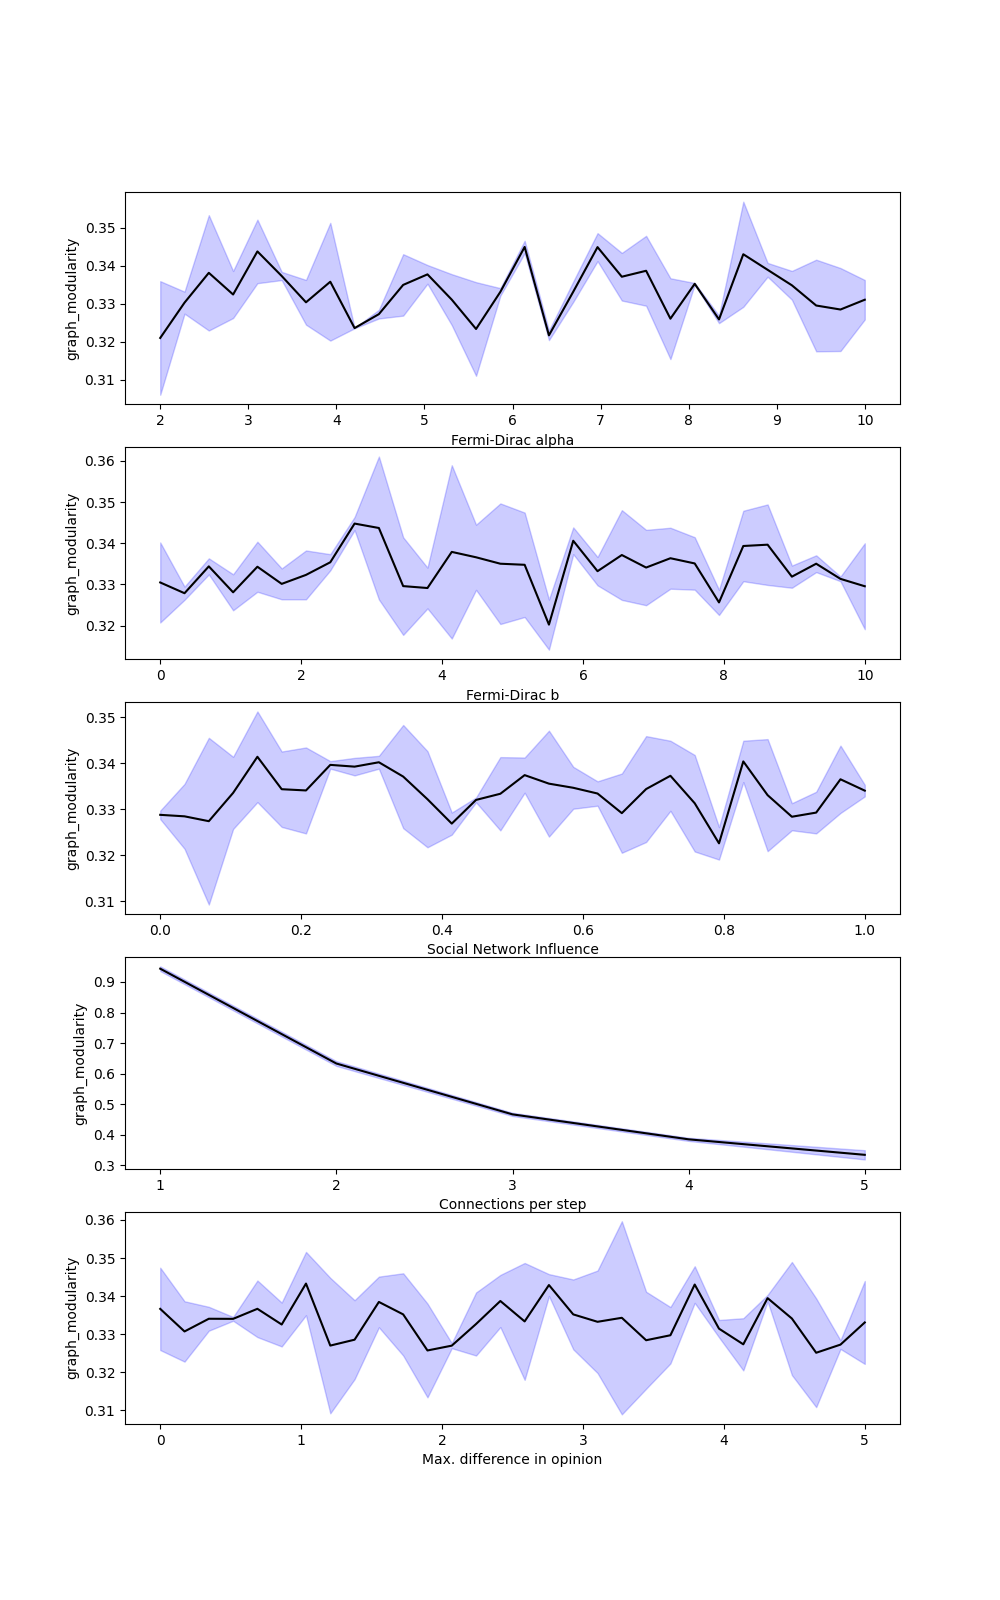 graph_modularity
0.35
0.34
0.33
0.32
0.31
2 3 4 5 6 7 8 9 10
Fermi-Dirac alpha
graph_modularity
0.36
0.35
0.34
0.33
0.32
0 2 4 6 8 10
Fermi-Dirac b
graph_modularity
0.35
0.34
0.33
0.32
0.31
0.0 0.2 0.4 0.6 0.8 1.0
Social Network Influence
graph_modularity
0.9
0.8
0.7
0.6
0.5
0.4
0.3
1 2 3 4 5
Connections per step
graph_modularity
0.36
0.35
0.34
0.33
0.32
0.31
0 1 2 3 4 5
Max. difference in opinion